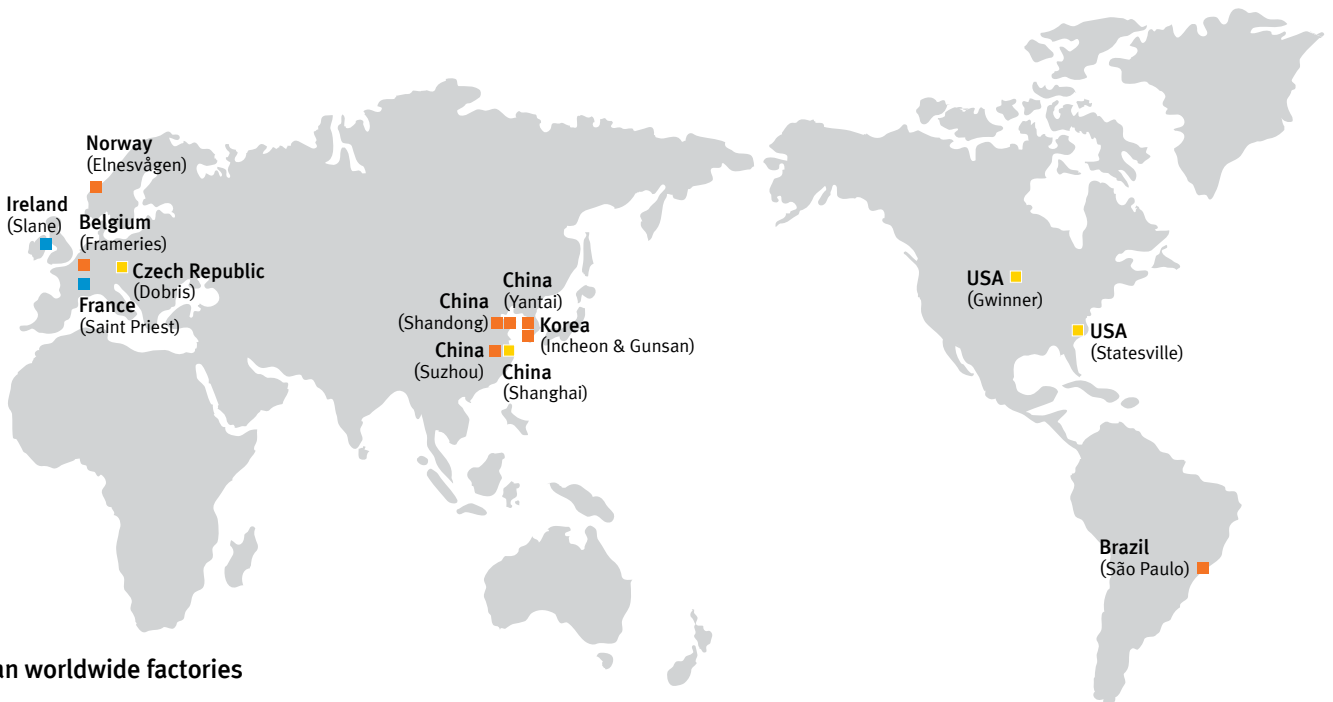 Norway
(Elnesvågen)
Ireland
(Slane)
Belgium
(Frameries)
Czech Republic
(Dobris)
France
(Saint Priest)
China
(Yantai)
China
(Shandong)
Korea
(Incheon & Gunsan)
China
(Suzhou)
China
(Shanghai)
USA
(Gwinner)
USA
(Statesville)
Brazil
(São Paulo)
an worldwide factories